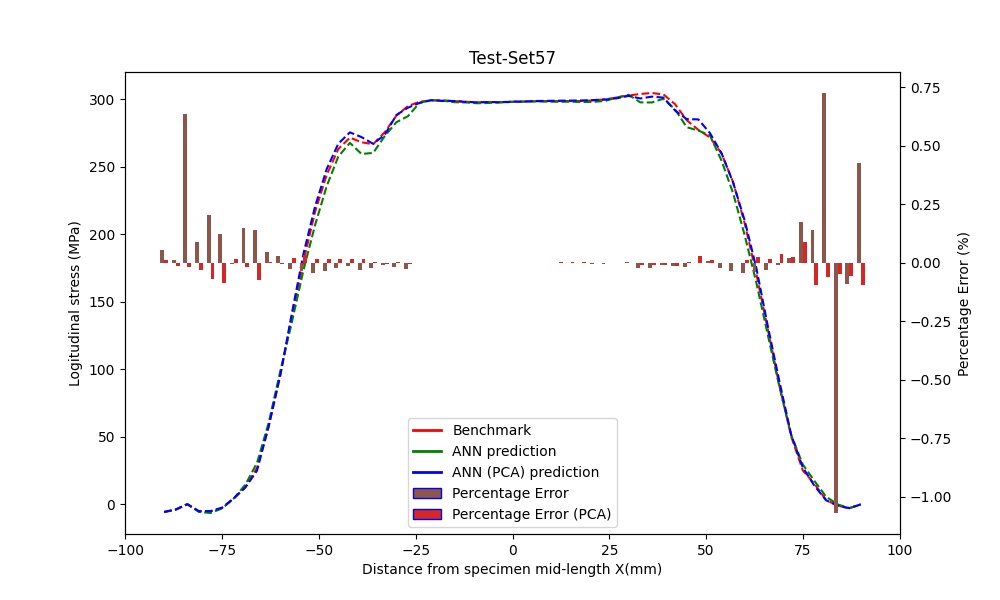 Test-Set57
300
250
200
150
100
50
0
Logitudinal stress (MPa)
0.75
0.50
0.25
0.00
−0.25
−0.50
−0.75
−1.00
Percentage Error (%)
Benchmark
ANN prediction
ANN (PCA) prediction
Percentage Error
Percentage Error (PCA)
−100 −75 −50 −25 0 25 50 75 100
Distance from specimen mid-length X(mm)